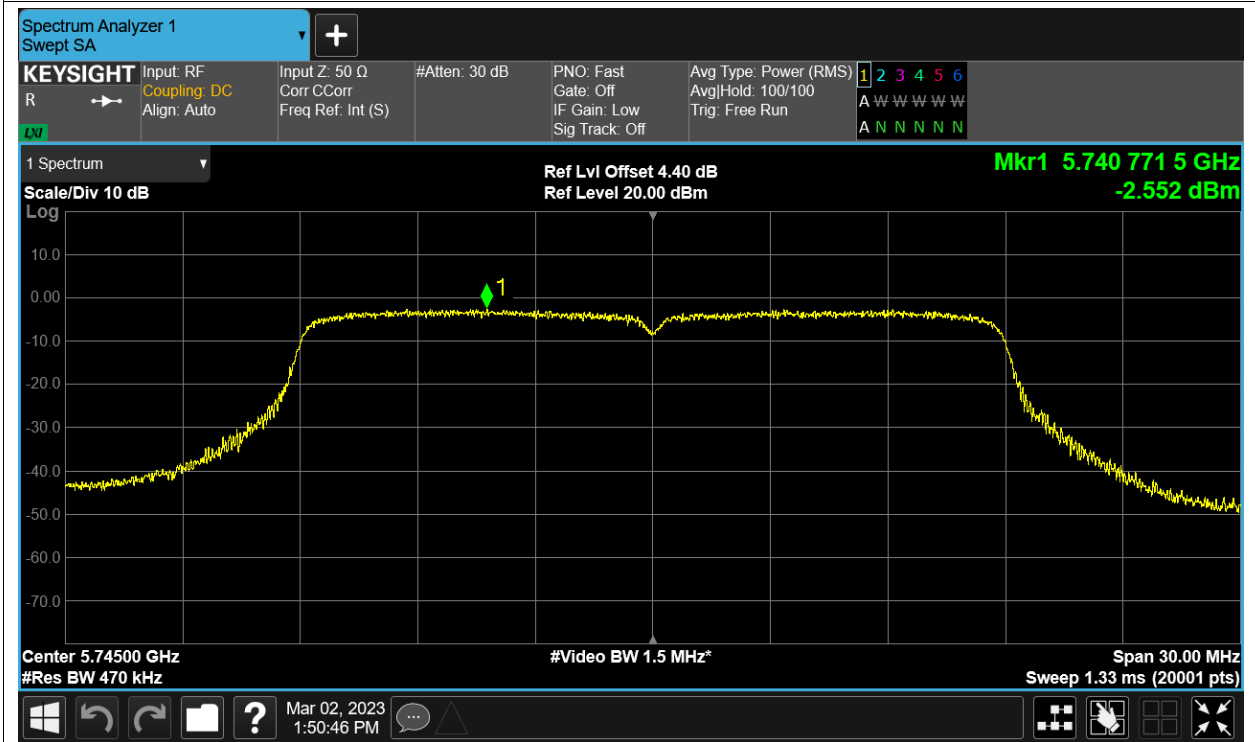 Spectrum Analyzer 1
Swept SA
KEYSIGHT
R
LXI
Input: RF
Coupling: DC
Align: Auto
Input Z: 50 Ω
Corr CCorr
Freq Ref: Int (S)
#Atten: 30 dB
PNO: Fast
Gate: Off
IF Gain: Low
Sig Track: Off
Avg Type: Power (RMS)
Avg|Hold: 100/100
Trig: Free Run
1 2 3 4 5 6
A W W W W W
A N N N N N
1 Spectrum
Scale/Div 10 dB
Log
Ref Lvl Offset 4.40 dB
Ref Level 20.00 dBm
Mkr1 5.740 771 5 GHz
-2.552 dBm
10.0
0.00
-10.0
-20.0
-30.0
-40.0
-50.0
-60.0
-70.0
1
Center 5.74500 GHz
#Res BW 470 kHz
#Video BW 1.5 MHz*
Span 30.00 MHz
Sweep 1.33 ms (20001 pts)
?
Mar 02, 2023
1:50:46 PM